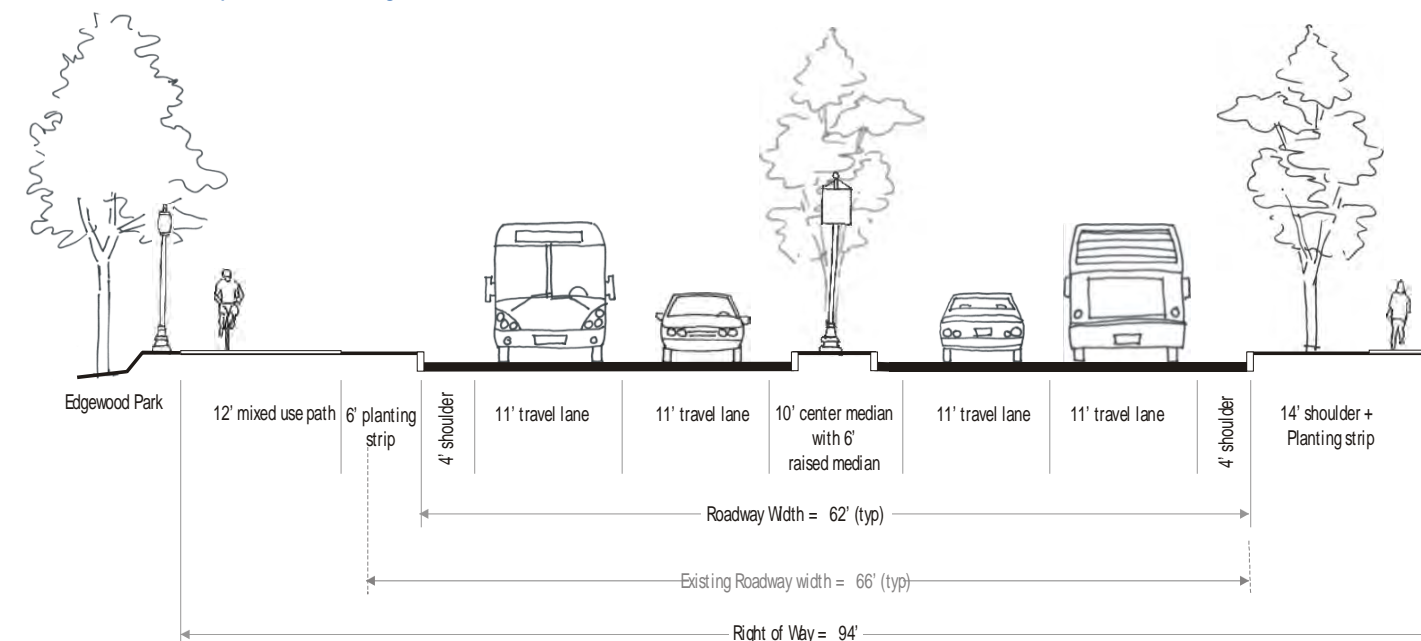 Edgewood Park
12' mixed use path
6' planting
strip
4' shoulder
11' travel lane
11' travel lane
10' center median
with 6'
raised median
11' travel lane
11' travel lane
4' shoulder
14' shoulder +
Planting strip
Roadway Width = 62' (typ)
Existing Roadway width = 66' (typ)
Right of Way = 94'